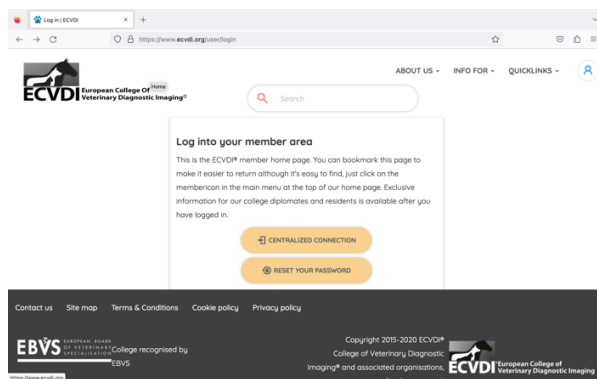 Log in | ECVDI
https://www.ecvdi.org/user/login
ABOUT US
INFO FOR
QUICKLINKS
ECVDI
European College Of
Veterinary Diagnostic Imaging®
Home
Search
Log into your member area
This is the ECVDI® member home page. You can bookmark this page to
make it easier to return although it's easy to find, just click on the
membericon in the main menu at the top of our home page. Exclusive
information for our college diplomates and residents is available after you
have logged in.
CENTRALIZED CONNECTION
RESET YOUR PASSWORD
Contact us Site map Terms & Conditions Cookie policy Privacy policy
EBVS
EUROPEAN BOARD
OF VETERINARY
SPECIALISATION
College recognised by
EBVS
Copyright 2015-2020 ECVDI®
College of Veterinary Diagnostic
Imaging® and associated organisations,
ECVDI
European College of
Veterinary Diagnostic Imaging
https://www.ecvdi.org